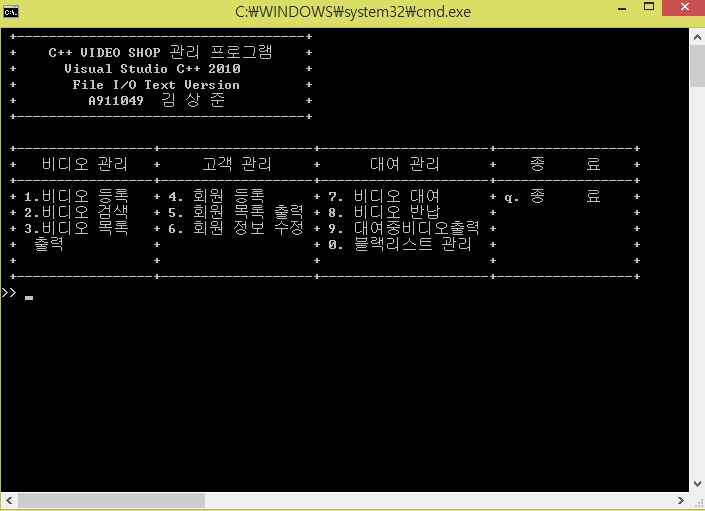 C:₩WINDOWS₩system32₩cmd.exe
+------------------------------------+
+ C++ VIDEO SHOP 관리 프로그램 +
+ Visual Studio C++ 2010 +
+ File I/O Text Version +
+ A911049 김 상 준 +
+------------------------------------+
+-----------------+-------------------+---------------------+-----------------+
+ 비디오 관리 + 고객 관리 + 대여 관리 + 종 료 +
+-----------------+-------------------+---------------------+-----------------+
+ 1.비디오 등록 + 4. 회원 등록 + 7. 비디오 대여 + q. 종 료 +
+ 2.비디오 검색 + 5. 회원 목록 출력 + 8. 비디오 반납 + +
+ 3.비디오 목록 + 6. 회원 정보 수정 + 9. 대여중비디오출력 + +
+ 출력 + + 0. 블랙리스트 관리 + +
+ + + + +
+-----------------+-------------------+---------------------+-----------------+
>> _